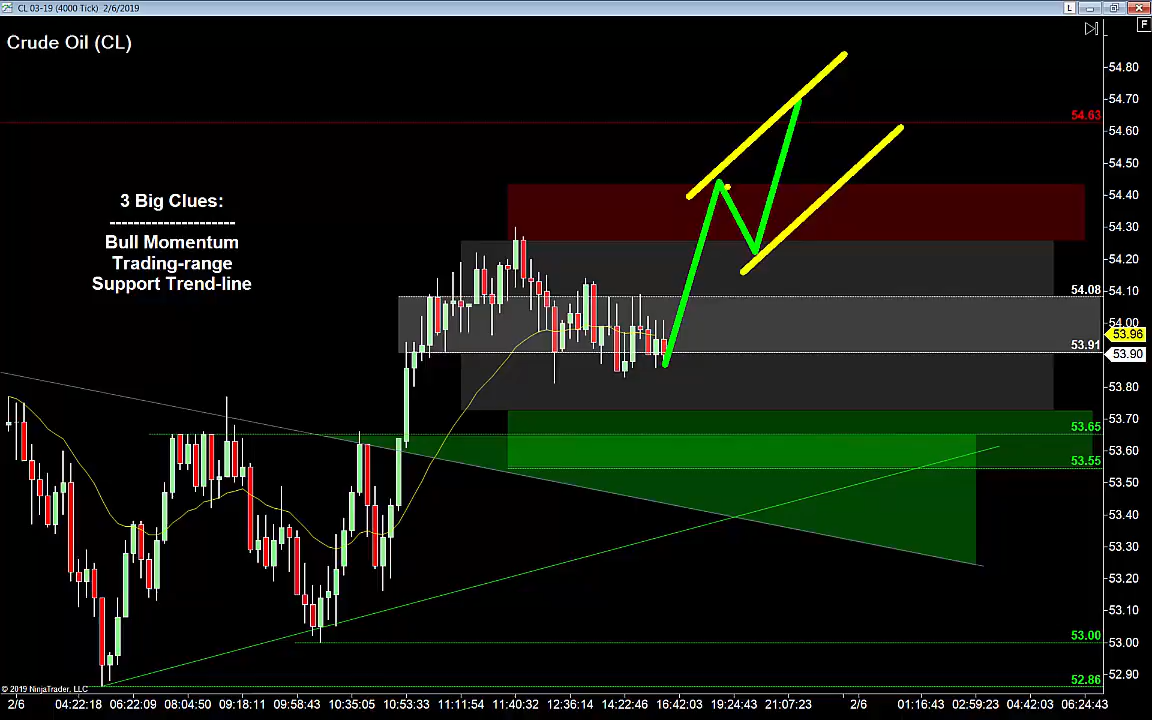 CL 03-19 (4000 Tick) 2/6/2019
L
F
Crude Oil (CL)
3 Big Clues:
--------------------
Bull Momentum
Trading-range
Support Trend-line
54.80
54.70
54.63
54.60
54.50
54.40
54.30
54.20
54.10
54.08
54.00
53.96
53.91
53.90
53.80
53.70
53.65
53.60
53.55
53.50
53.40
53.30
53.20
53.10
53.00
53.00
52.90
52.86
© 2019 NinjaTrader, LLC
2/6 04:22:18 06:22:09 08:04:50 09:18:11 09:58:43 10:35:05 10:53:33 11:11:54 11:40:32 12:36:14 14:22:46 16:42:03 19:24:43 21:07:23 2/6 01:16:43 02:59:23 04:42:03 06:24:43